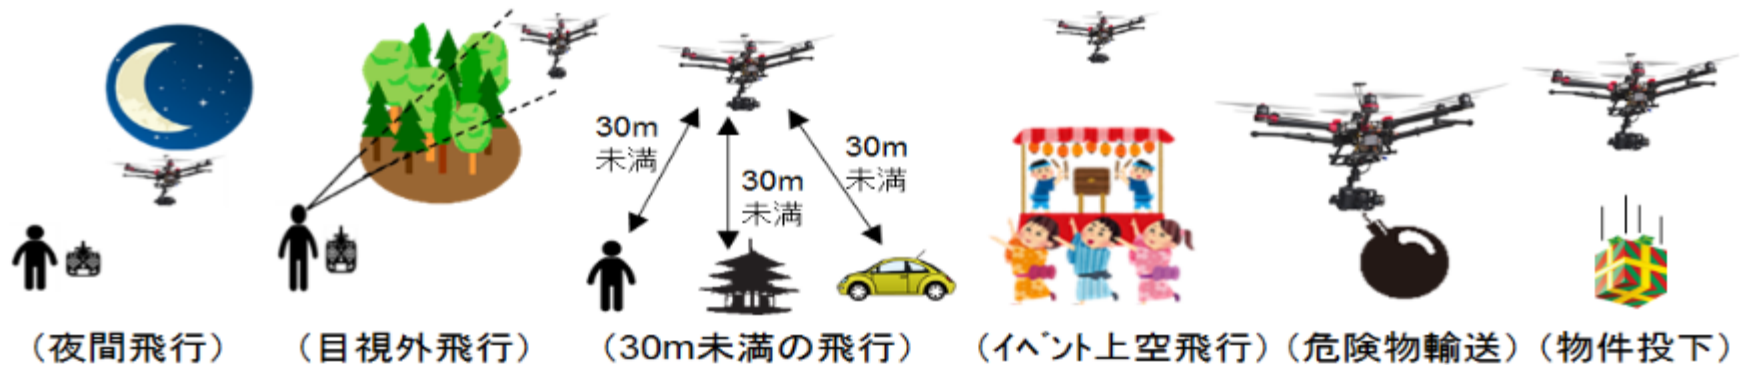 30m
未満
30m
未満
30m
未満
（夜間飛行）
（目視外飛行）
（30m未満の飛行）
（ｲﾍﾞﾝﾄ上空飛行）
（危険物輸送）
（物件投下）